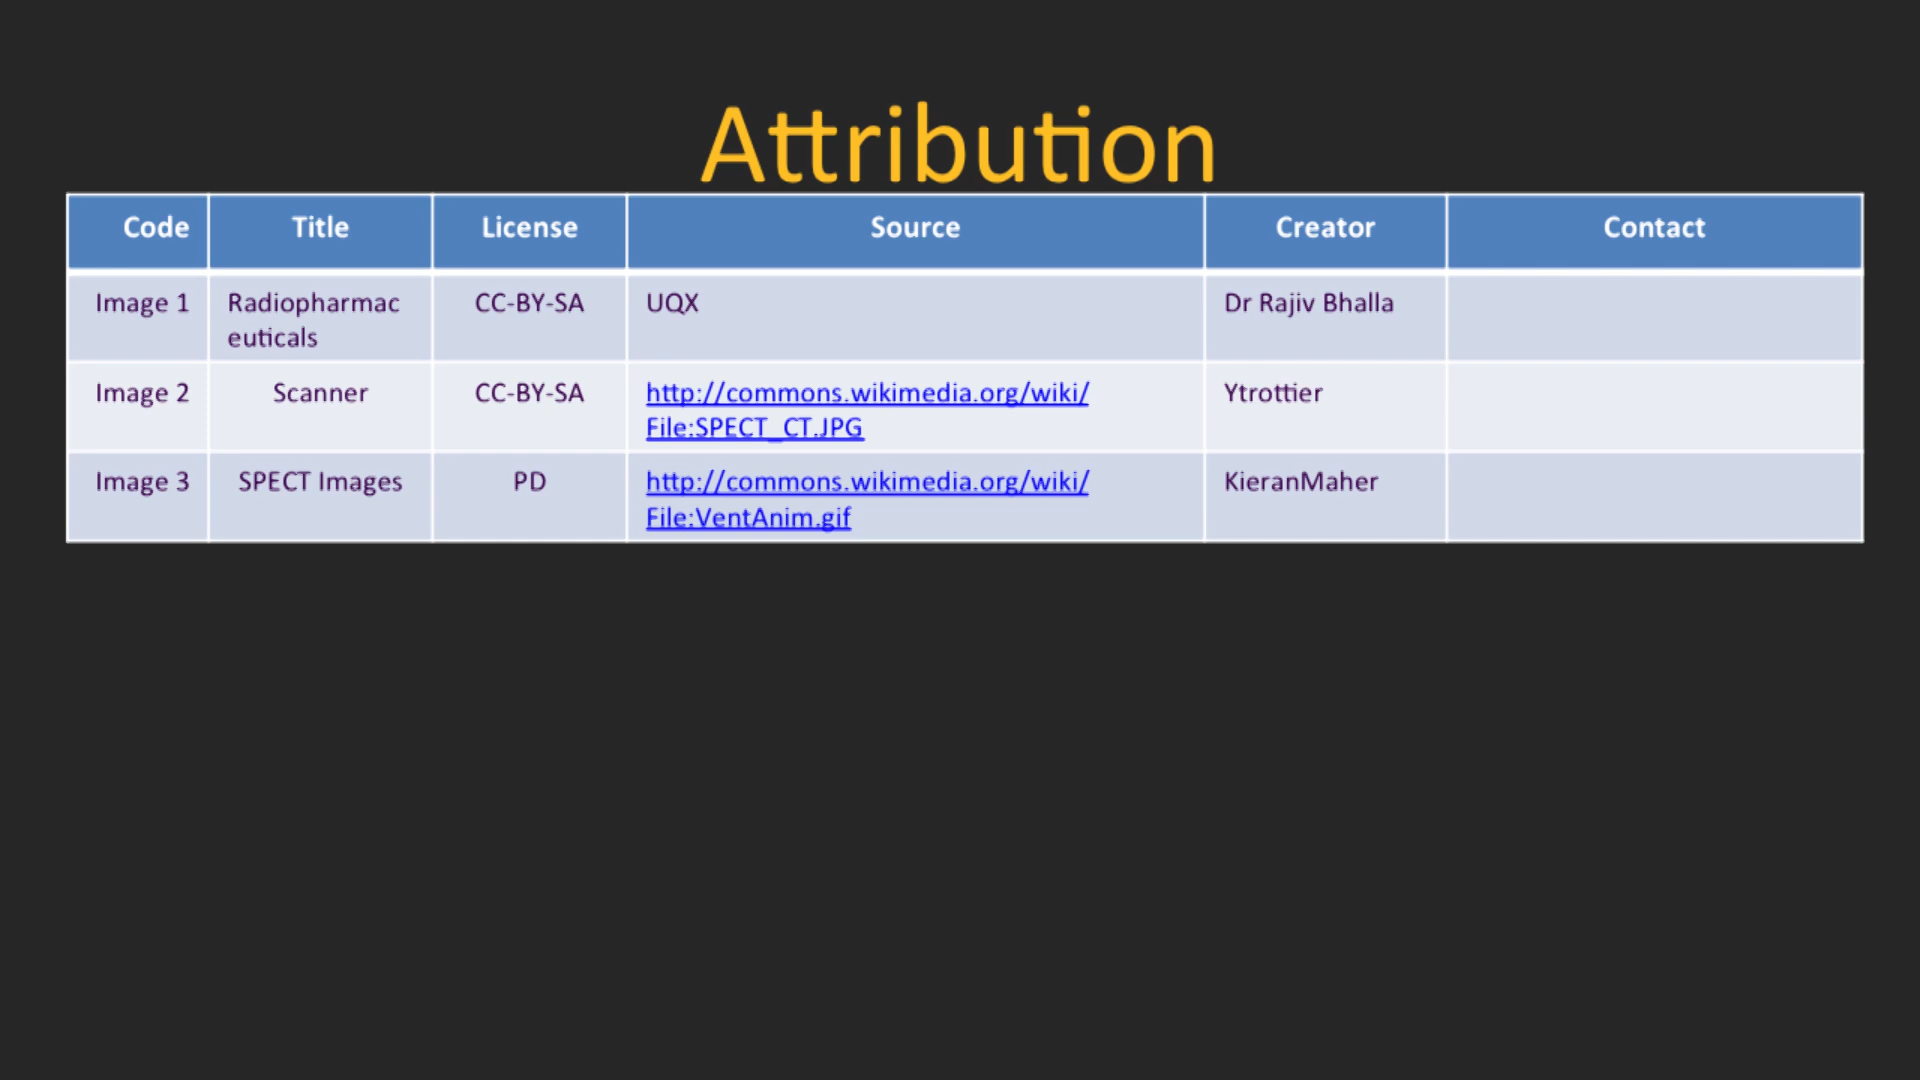 Attribution
Code Title License Source Creator Contact
Image 1 Radiopharmac CC-BY-SA UQX Dr Rajiv Bhalla
euticals
Image 2 Scanner CC-BY-SA http://commons.wikimedia.org/wiki/ Ytrottier
File:SPECT_CT.JPG
Image 3 SPECT Images PD http://commons.wikimedia.org/wiki/ KieranMaher
File:VentAnim.gif